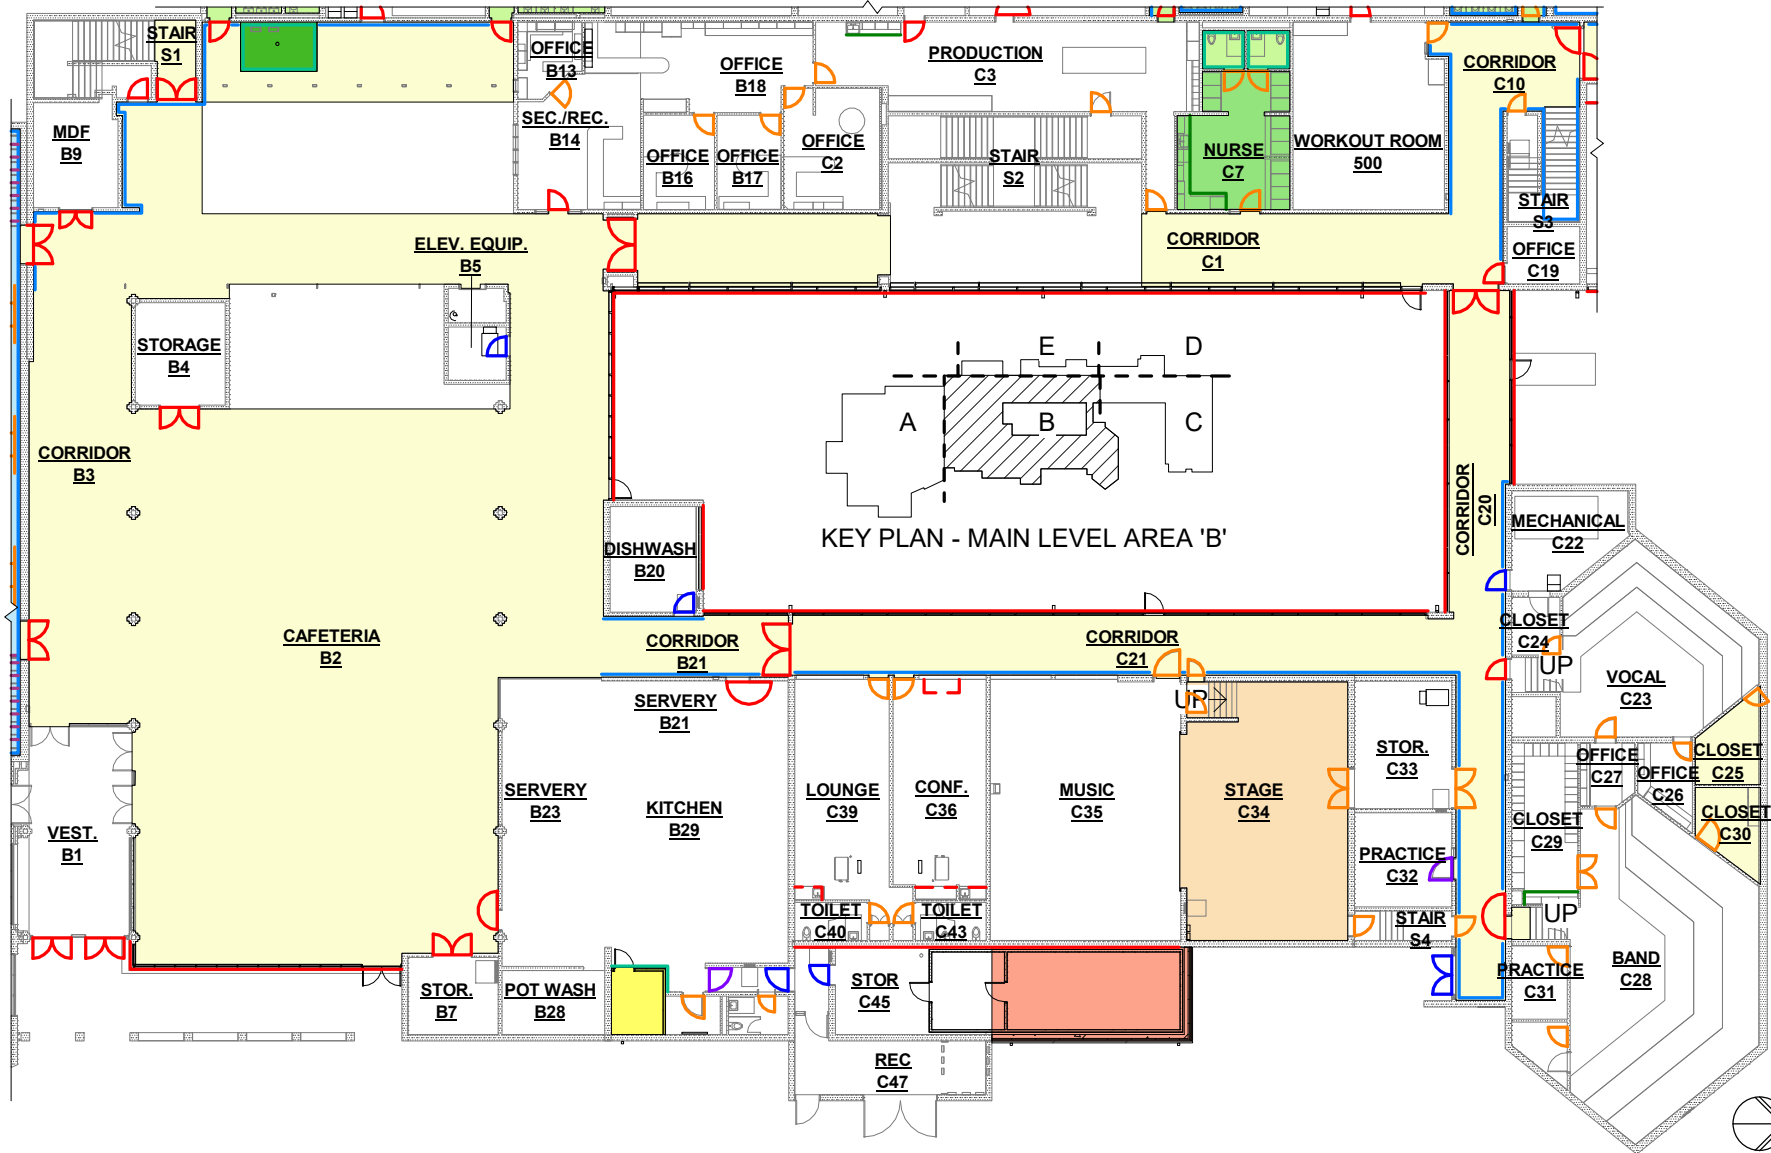 STAIR
S1
OFFICE
B13
OFFICE
B18
PRODUCTION
C3
CORRIDOR
C10
MDF
B9
SEC./REC.
B14
OFFICE
B16
OFFICE
B17
OFFICE
C2
STAIR
S2
NURSE
C7
WORKOUT ROOM
500
STAIR
S3
OFFICE
C19
ELEV. EQUIP.
B5
CORRIDOR
C1
STORAGE
B4
E
D
A
B
C
KEY PLAN - MAIN LEVEL AREA 'B'
CORRIDOR
B3
CORRIDOR
C20
MECHANICAL
C22
DISHWASH
B20
CAFETERIA
B2
CORRIDOR
B21
CORRIDOR
C21
CLOSET
C24
UP
VOCAL
C23
SERVERY
B21
UP
STOR.
C33
OFFICE
C27
OFFICE
C26
CLOSET
C25
SERVERY
B23
KITCHEN
B29
LOUNGE
C39
CONF.
C36
MUSIC
C35
STAGE
C34
CLOSET
C29
CLOSET
C30
VEST.
B1
PRACTICE
C32
TOILET
C40
TOILET
C43
STAIR
S4
UP
STOR.
B7
POT WASH
B28
STOR
C45
PRACTICE
C31
BAND
C28
REC
C47